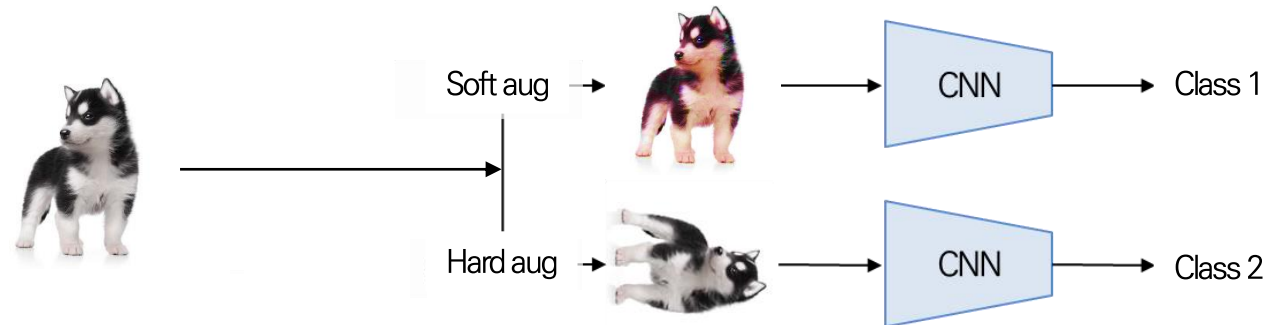 Soft aug
CNN
Class 1
Hard aug
CNN
Class 2